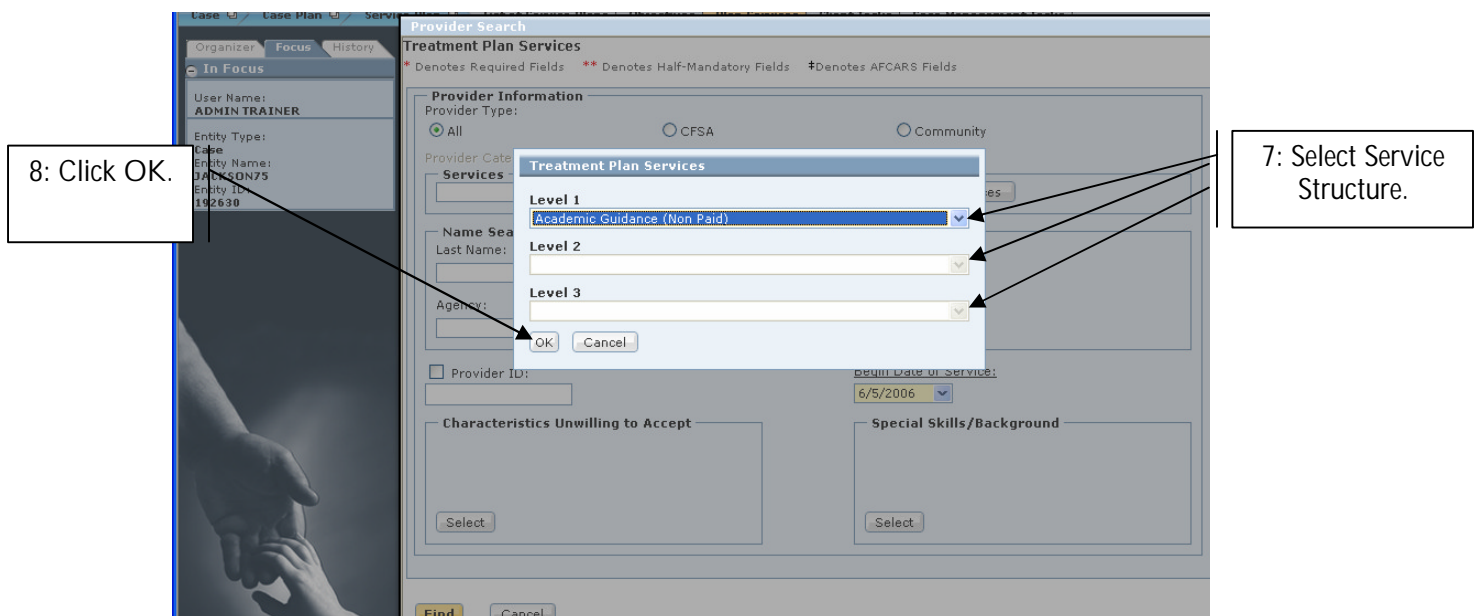 Case Case Plan
Provider Search
Organizer Focus History
Treatment Plan Services
* Denotes Required Fields ** Denotes Half-Mandatory Fields ‡Denotes AFCARS Fields
In Focus
User Name:
ADMIN TRAINER
Entity Type:
Case
Entity Name:
JACKSON75
Entity ID:
192630
Provider Information
Provider Type:
All CFSA Community
8: Click OK.
7: Select Service
Structure.
Services
Treatment Plan Services
Level 1
Academic Guidance (Non Paid)
Level 2
Level 3
OK Cancel
Last Name:
Agency:
Provider ID:
Begin Date of Service:
6/5/2006
Characteristics Unwilling to Accept Special Skills/Background
Select Select
Find Cancel